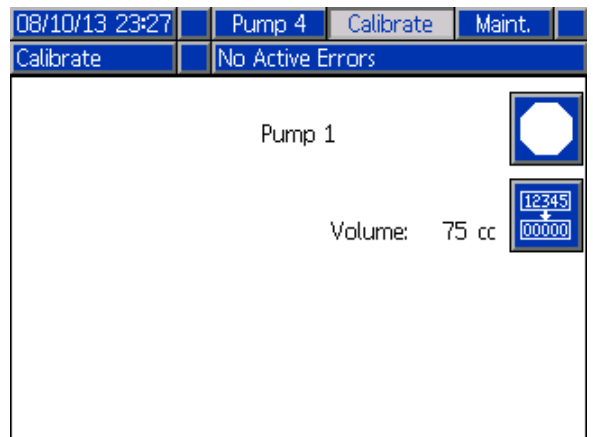 08/10/13 23:27 Pump 4 Calibrate Maint.
Calibrate No Active Errors
Pump 1
12345
Volume: 75 cc 00000